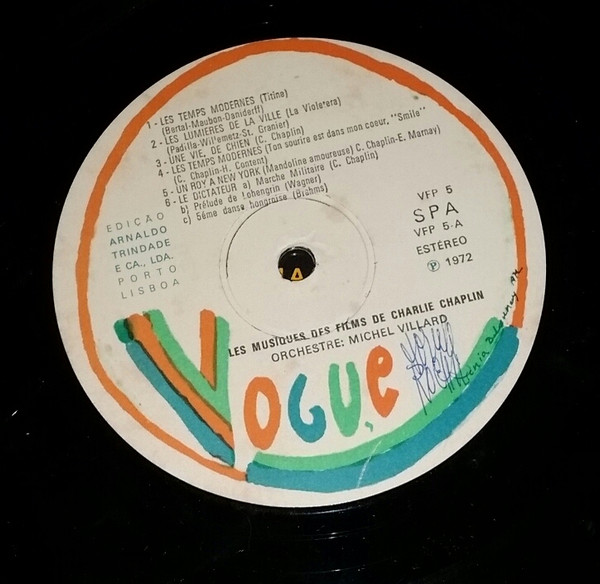 1 - LES TEMPS MODERNES (Titine)
(Bertal-Maubon-Daniderff)
2 - LES LUMIERES DE LA VILLE (La Violetera)
(Padilla-Willemetz-St. Granier)
3 - UNE VIE, DE CHIEN (C. Chaplin)
4 - LES TEMPS MODERNES (Ton sourire est dans mon coeur, "Smile")
(C. Chaplin-H. Content)
5 - UN ROY A NEW YORK (Mandoline amoureuse) C. Chaplin-E. Marnay)
6 - LE DICTATEUR a) Marche Militaire (C. Chaplin)
b) Prélude de Lohengrin (Wagner)
c) 5éme danse hongroise (Brahms)
EDIÇÃO
ARNALDO
TRINDADE
E CA., LDA.
PORTO
LISBOA
VFP 5
SPA
VFP 5-A
ESTÉREO
Ⓟ 1972
LES MUSIQUES DES FILMS DE CHARLIE CHAPLIN
ORCHESTRE: MICHEL VILLARD
VOGUE